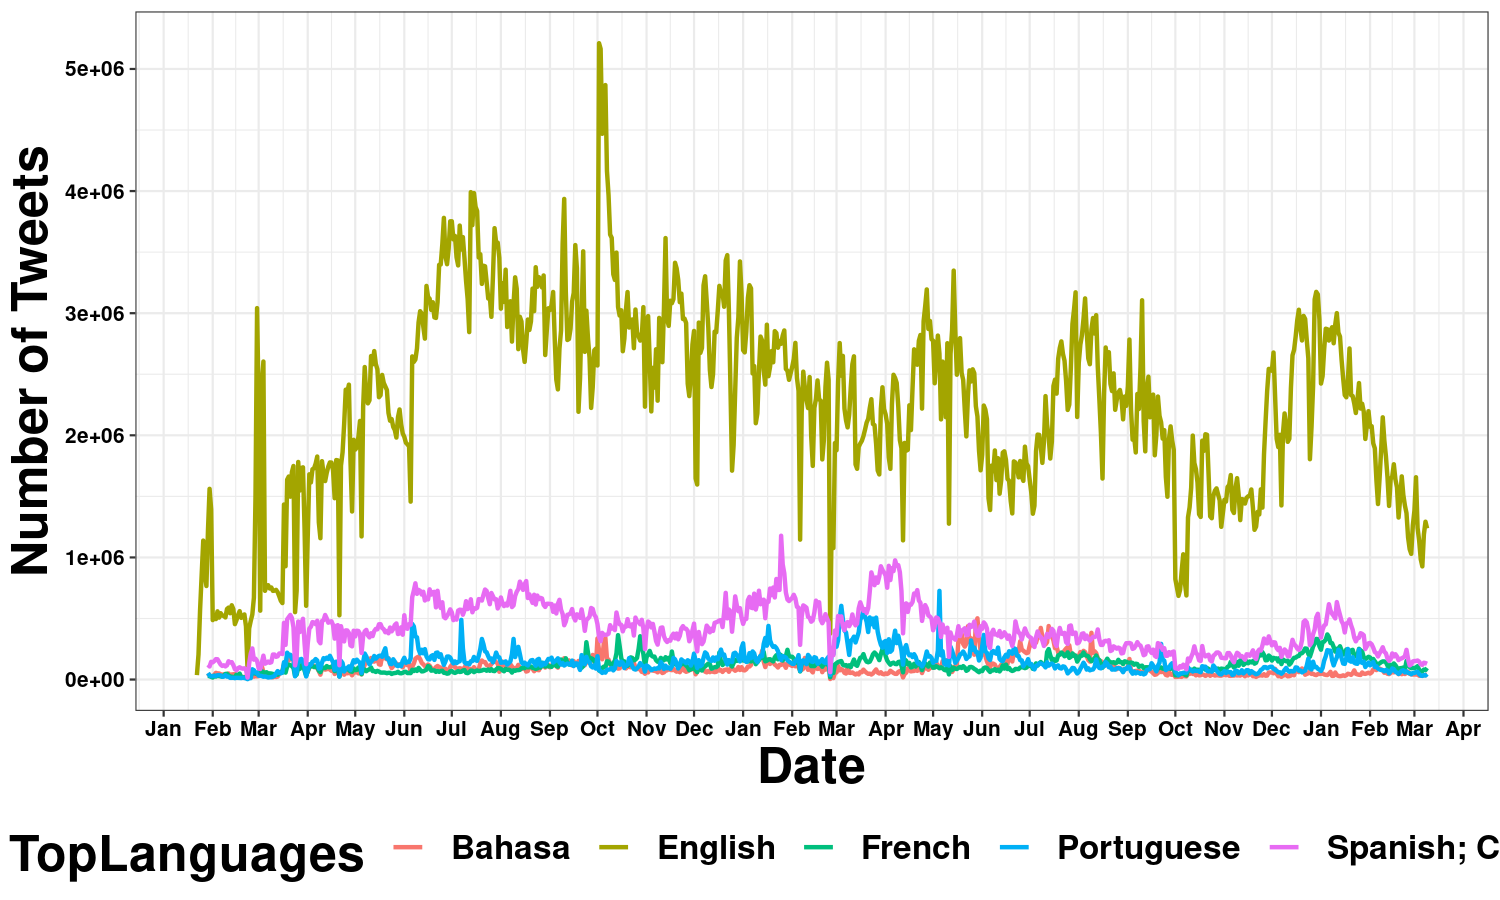 Number of Tweets
5e+06
4e+06
3e+06
2e+06
1e+06
0e+00
Jan Feb Mar Apr May Jun Jul Aug Sep Oct Nov Dec Jan Feb Mar Apr May Jun Jul Aug Sep Oct Nov Dec Jan Feb Mar Apr
Date
TopLanguages Bahasa English French Portuguese Spanish; C